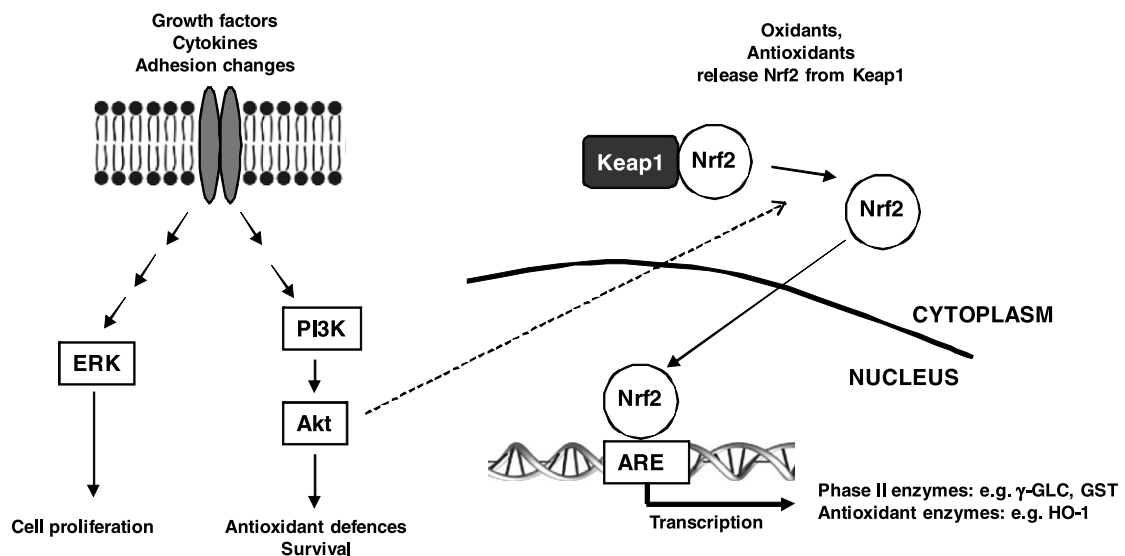 Growth factors
Cytokines
Adhesion changes
Oxidants,
Antioxidants
release Nrf2 from Keap1
Keap1
Nrf2
Nrf2
CYTOPLASM
NUCLEUS
PI3K
ERK
Akt
Nrf2
ARE
Transcription
Phase II enzymes: e.g. γ-GLC, GST
Antioxidant enzymes: e.g. HO-1
Cell proliferation
Antioxidant defences
Survival